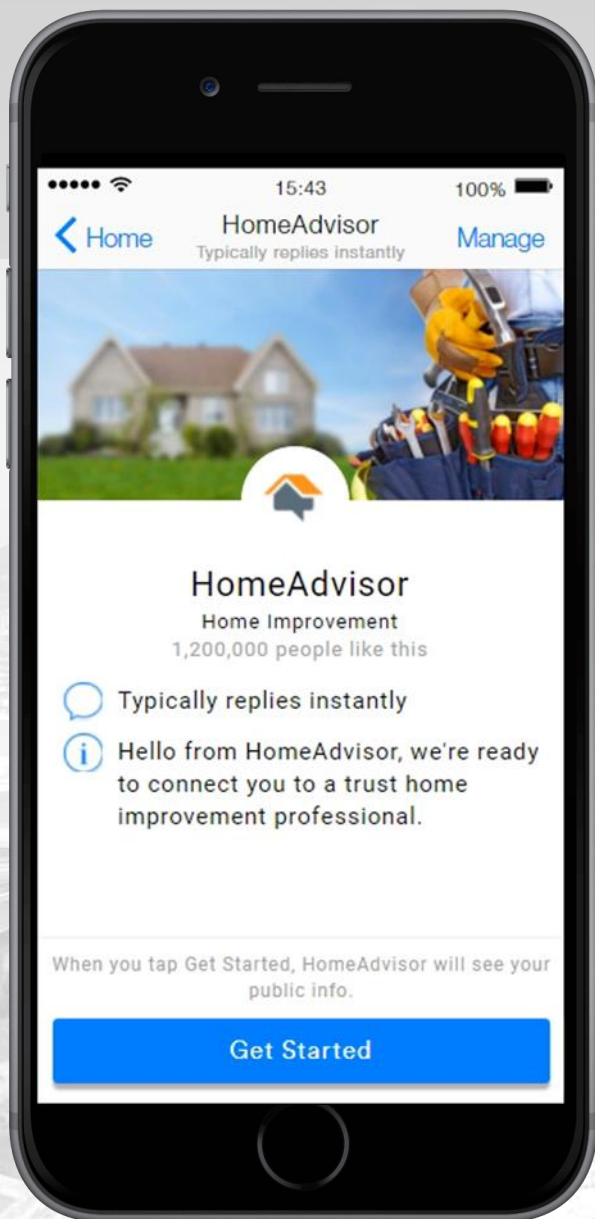 15:43
100%
Home
HomeAdvisor
Manage
Typically replies instantly
HomeAdvisor
Home Improvement
1,200,000 people like this
Typically replies instantly
Hello from HomeAdvisor, we're ready
to connect you to a trust home
improvement professional.
When you tap Get Started, HomeAdvisor will see your
public info.
Get Started